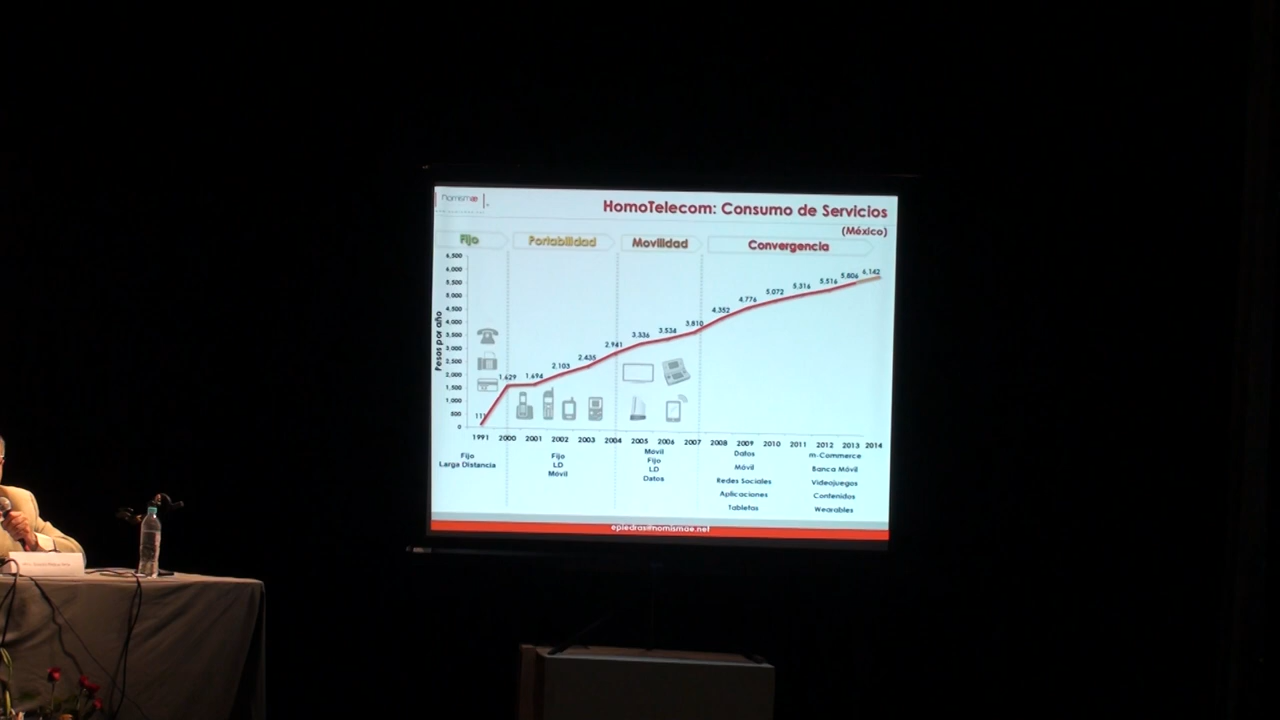 nomismæ
HomoTelecom: Consumo de Servicios
(México)
Fijo
Portabilidad
Movilidad
Convergencia
Pesos por año
6,500
6,000
5,500
5,000
4,500
4,000
3,500
3,000
2,500
2,000
1,500
1,000
500
0
111
1,629
1,694
2,103
2,435
2,941
3,336
3,534
3,810
4,352
4,776
5,072
5,316
5,516
5,806
6,142
1991 2000 2001 2002 2003 2004 2005 2006 2007 2008 2009 2010 2011 2012 2013 2014
Fijo
Larga Distancia
Fijo
LD
Móvil
Móvil
Fijo
LD
Datos
Datos
Móvil
Redes Sociales
Aplicaciones
Tabletas
m-Commerce
Banca Móvil
Videojuegos
Contenidos
Wearables
epiedras@nomismae.net